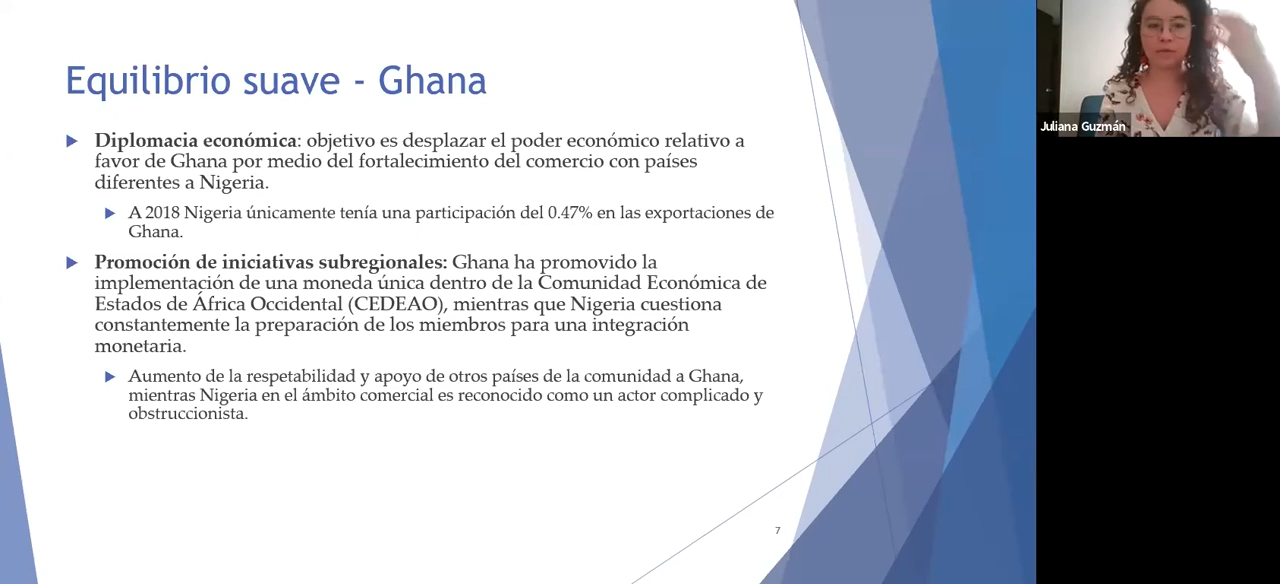 Equilibrio suave - Ghana
Diplomacia económica: objetivo es desplazar el poder económico relativo a
favor de Ghana por medio del fortalecimiento del comercio con países
diferentes a Nigeria.
A 2018 Nigeria únicamente tenía una participación del 0.47% en las exportaciones de
Ghana.
Promoción de iniciativas subregionales: Ghana ha promovido la
implementación de una moneda única dentro de la Comunidad Económica de
Estados de África Occidental (CEDEAO), mientras que Nigeria cuestiona
constantemente la preparación de los miembros para una integración
monetaria.
Aumento de la respetabilidad y apoyo de otros países de la comunidad a Ghana,
mientras Nigeria en el ámbito comercial es reconocido como un actor complicado y
obstruccionista.
7
Juliana Guzmán